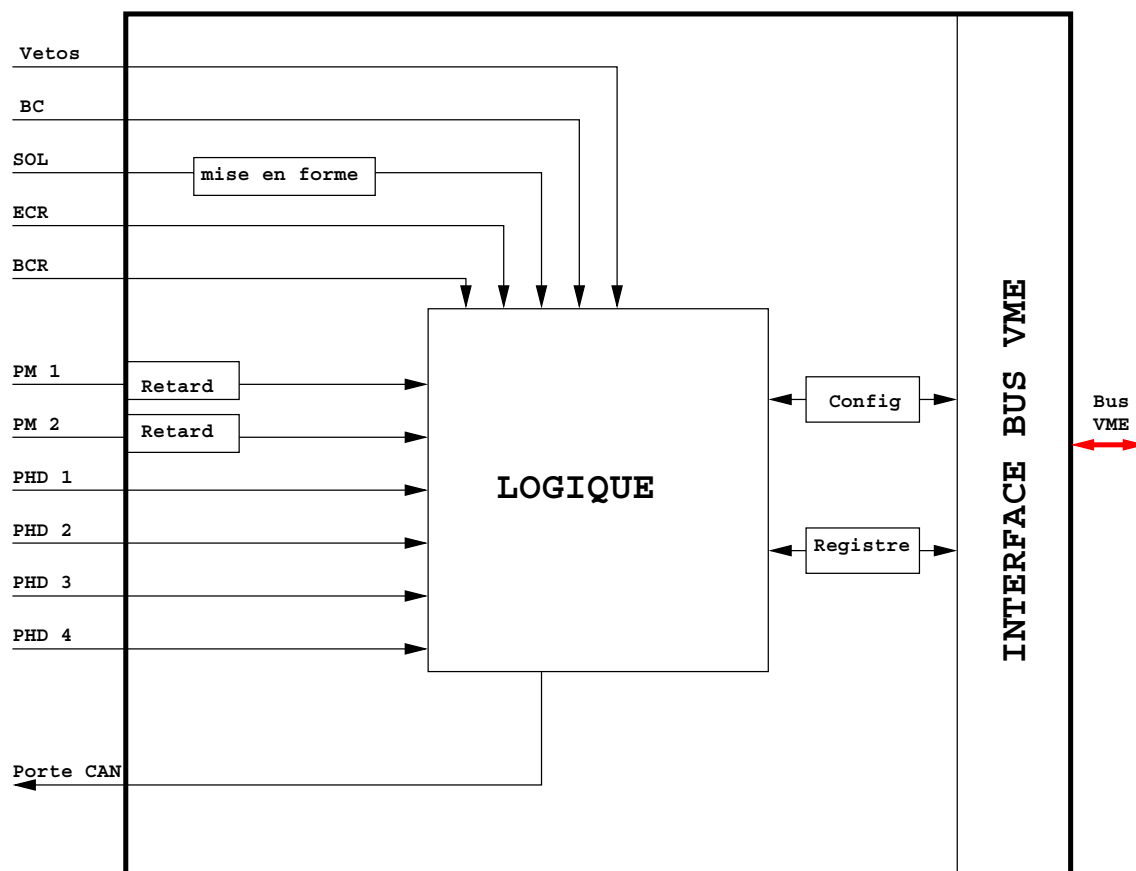 Vetos
BC
SOL
mise en forme
ECR
BCR
PM 1
Retard
PM 2
Retard
PHD 1
PHD 2
PHD 3
PHD 4
Porte CAN
LOGIQUE
Config
Registre
INTERFACE BUS VME
Bus
VME